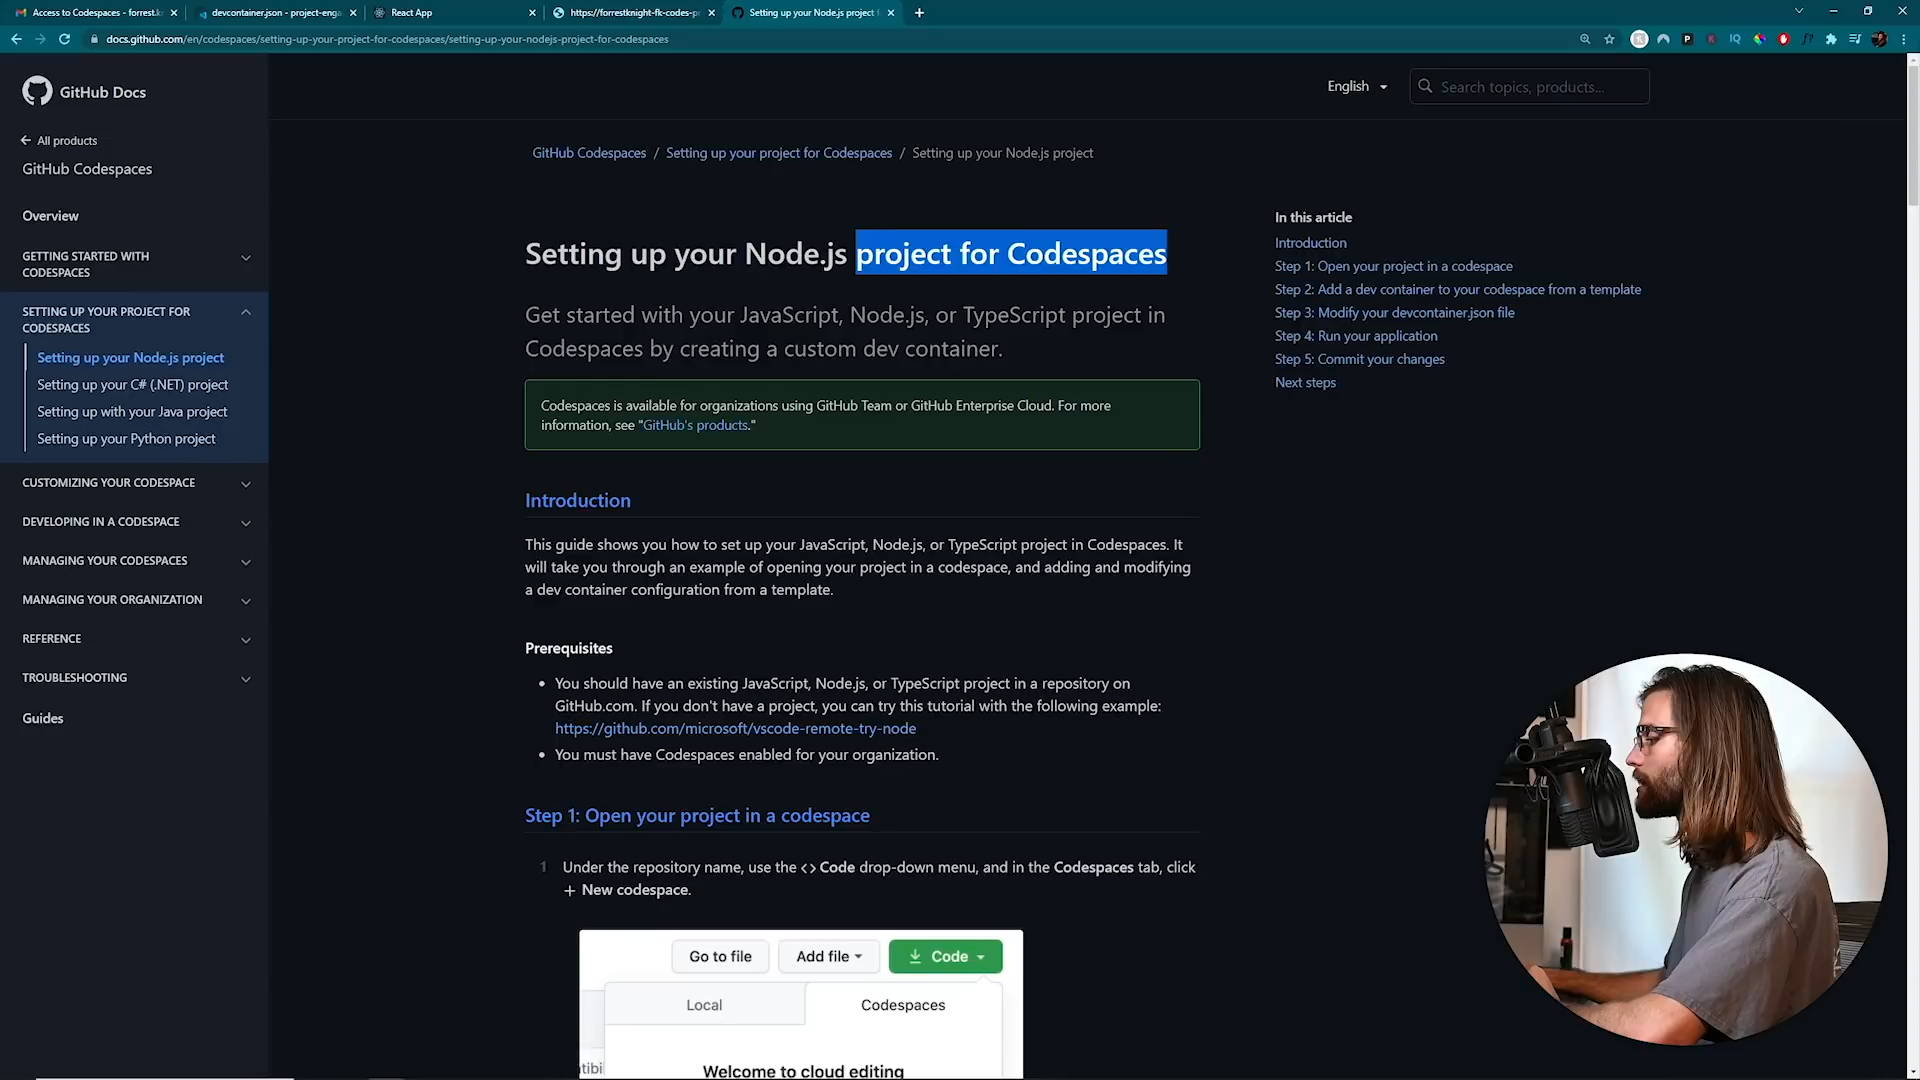 Access to Codespaces - forrest.k
devcontainer.json - project-enga
React App
https://forrestknight-fk-codes-p
Setting up your Node.js project f
docs.github.com/en/codespaces/setting-up-your-project-for-codespaces/setting-up-your-nodejs-project-for-codespaces
GitHub Docs
English
Search topics, products...
All products
GitHub Codespaces
Overview
GETTING STARTED WITH
CODESPACES
SETTING UP YOUR PROJECT FOR
CODESPACES
Setting up your Node.js project
Setting up your C# (.NET) project
Setting up with your Java project
Setting up your Python project
CUSTOMIZING YOUR CODESPACE
DEVELOPING IN A CODESPACE
MANAGING YOUR CODESPACES
MANAGING YOUR ORGANIZATION
REFERENCE
TROUBLESHOOTING
Guides
GitHub Codespaces / Setting up your project for Codespaces / Setting up your Node.js project
Setting up your Node.js project for Codespaces
Get started with your JavaScript, Node.js, or TypeScript project in
Codespaces by creating a custom dev container.
Codespaces is available for organizations using GitHub Team or GitHub Enterprise Cloud. For more
information, see "GitHub's products."
Introduction
This guide shows you how to set up your JavaScript, Node.js, or TypeScript project in Codespaces. It
will take you through an example of opening your project in a codespace, and adding and modifying
a dev container configuration from a template.
Prerequisites
You should have an existing JavaScript, Node.js, or TypeScript project in a repository on
GitHub.com. If you don't have a project, you can try this tutorial with the following example:
https://github.com/microsoft/vscode-remote-try-node
You must have Codespaces enabled for your organization.
Step 1: Open your project in a codespace
1 Under the repository name, use the <> Code drop-down menu, and in the Codespaces tab, click
+ New codespace.
Go to file
Add file
Code
Local
Codespaces
tibi
Welcome to cloud editing
In this article
Introduction
Step 1: Open your project in a codespace
Step 2: Add a dev container to your codespace from a template
Step 3: Modify your devcontainer.json file
Step 4: Run your application
Step 5: Commit your changes
Next steps